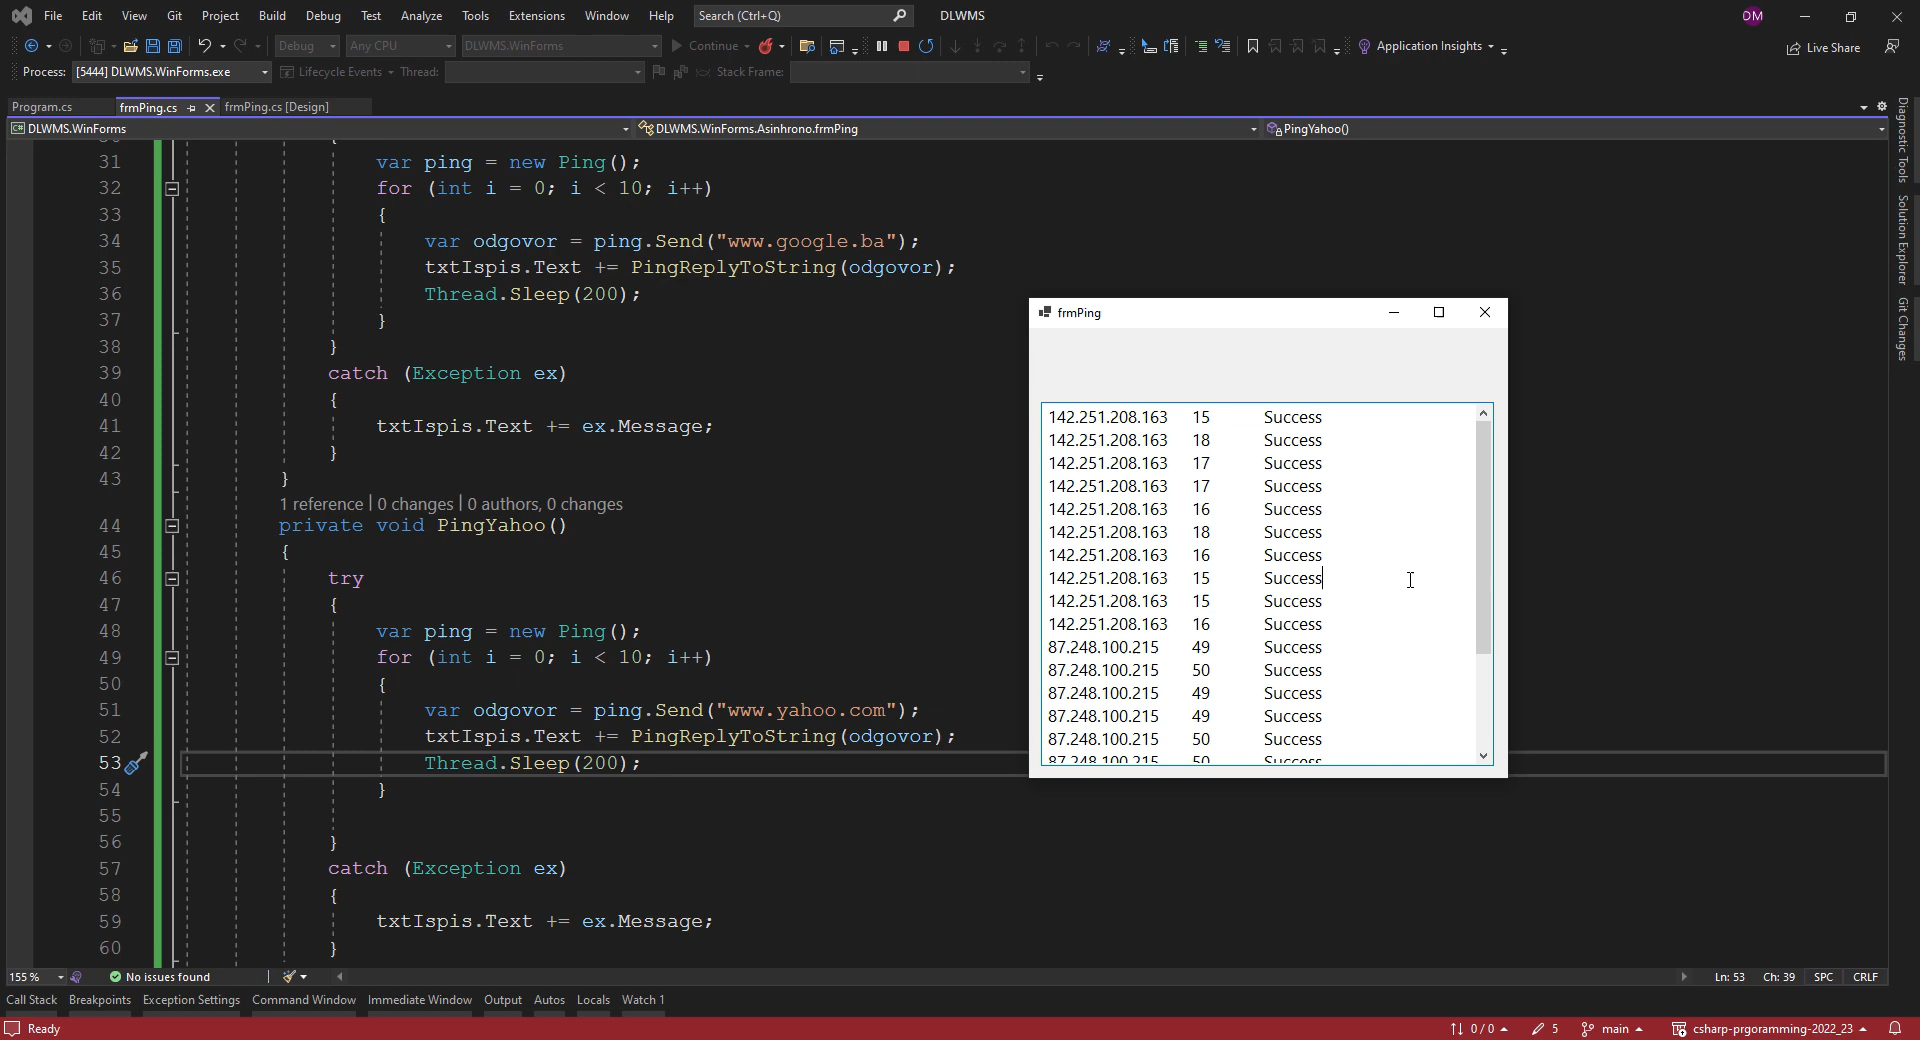 File Edit View Git Project Build Debug Test Analyze Tools Extensions Window Help Search (Ctrl+Q) DLWMS DM
Debug Any CPU DLWMS.WinForms Continue Application Insights Live Share
Process: [5444] DLWMS.WinForms.exe Lifecycle Events Thread: Stack Frame:
Program.cs frmPing.cs frmPing.cs [Design]
C# DLWMS.WinForms DLWMS.WinForms.Asinhrono.frmPing PingYahoo()
31 var ping = new Ping();
32 for (int i = 0; i < 10; i++)
33 {
34 var odgovor = ping.Send("www.google.ba");
35 txtIspis.Text += PingReplyToString(odgovor);
36 Thread.Sleep(200);
37 }
38 }
39 catch (Exception ex)
40 {
41 txtIspis.Text += ex.Message;
42 }
43 }
1 reference | 0 changes | 0 authors, 0 changes
44 private void PingYahoo()
45 {
46 try
47 {
48 var ping = new Ping();
49 for (int i = 0; i < 10; i++)
50 {
51 var odgovor = ping.Send("www.yahoo.com");
52 txtIspis.Text += PingReplyToString(odgovor);
53 Thread.Sleep(200);
54 }
55
56 }
57 catch (Exception ex)
58 {
59 txtIspis.Text += ex.Message;
60 }
frmPing
142.251.208.163 15 Success
142.251.208.163 18 Success
142.251.208.163 17 Success
142.251.208.163 17 Success
142.251.208.163 16 Success
142.251.208.163 18 Success
142.251.208.163 16 Success
142.251.208.163 15 Success
142.251.208.163 15 Success
142.251.208.163 16 Success
87.248.100.215 49 Success
87.248.100.215 50 Success
87.248.100.215 49 Success
87.248.100.215 49 Success
87.248.100.215 50 Success
87.248.100.215 50 Success
Diagnostic Tools
Solution Explorer
Git Changes
155 % No issues found Ln: 53 Ch: 39 SPC CRLF
Call Stack Breakpoints Exception Settings Command Window Immediate Window Output Autos Locals Watch 1
Ready 0 / 0 5 main csharp-prgoramming-2022_23